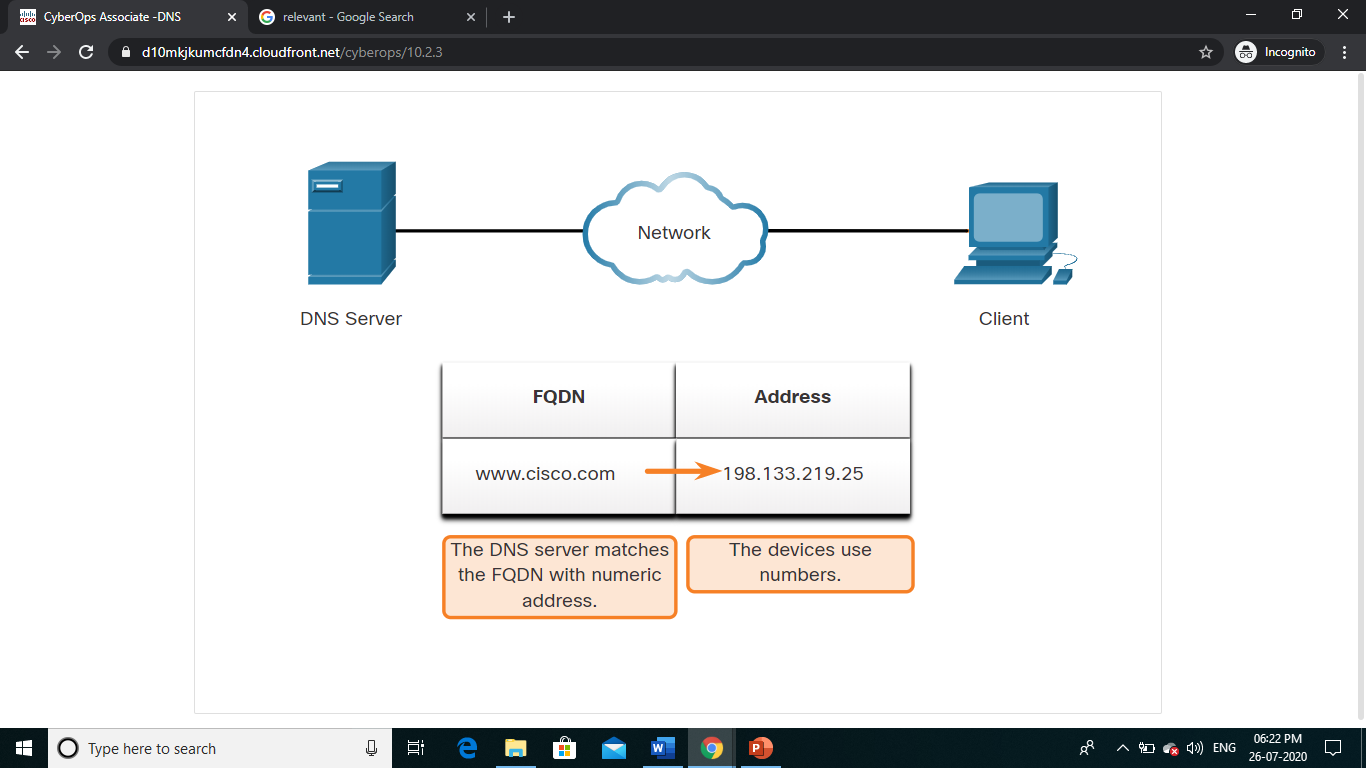 CyberOps Associate -DNS
relevant - Google Search
d10mkjkumcfdn4.cloudfront.net/cyberops/10.2.3
Incognito
Network
DNS Server
Client
FQDN
Address
www.cisco.com
198.133.219.25
The DNS server matches
the FQDN with numeric
address.
The devices use
numbers.
Type here to search
ENG
06:22 PM
26-07-2020